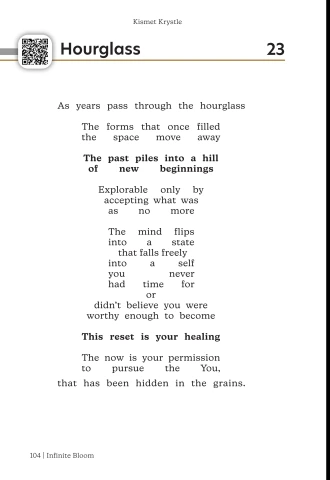 Kismet Krystle
Hourglass 23
As years pass through the hourglass
The forms that once filled
the space move away
The past piles into a hill
of new beginnings
Explorable only by
accepting what was
as no more
The mind flips
into a state
that falls freely
into a self
you never
had time for
or
didn't believe you were
worthy enough to become
This reset is your healing
The now is your permission
to pursue the You,
that has been hidden in the grains.
104 | Infinite Bloom